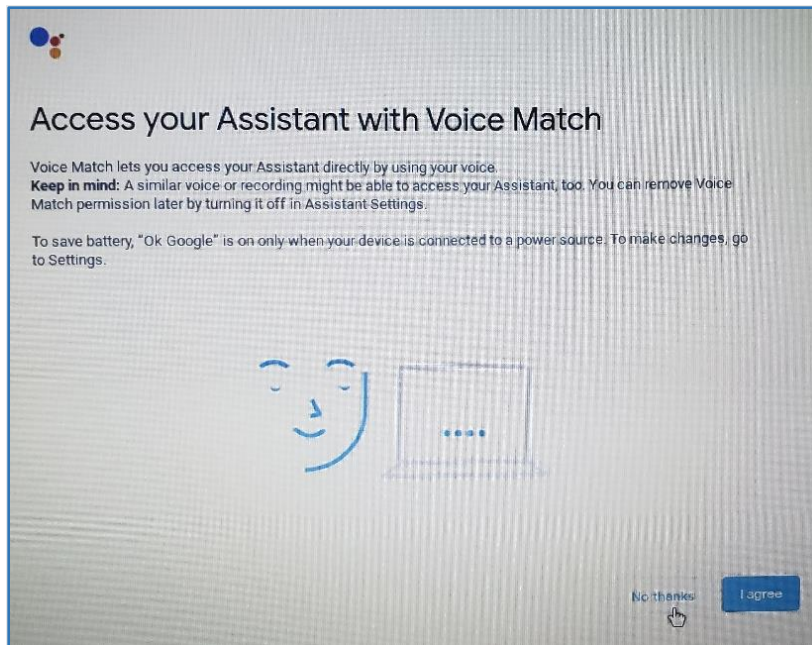 Access your Assistant with Voice Match
Voice Match lets you access your Assistant directly by using your voice.
Keep in mind: A similar voice or recording might be able to access your Assistant, too. You can remove Voice
Match permission later by turning it off in Assistant Settings.
To save battery, "Ok Google" is on only when your device is connected to a power source. To make changes, go
to Settings.
No thanks
I agree